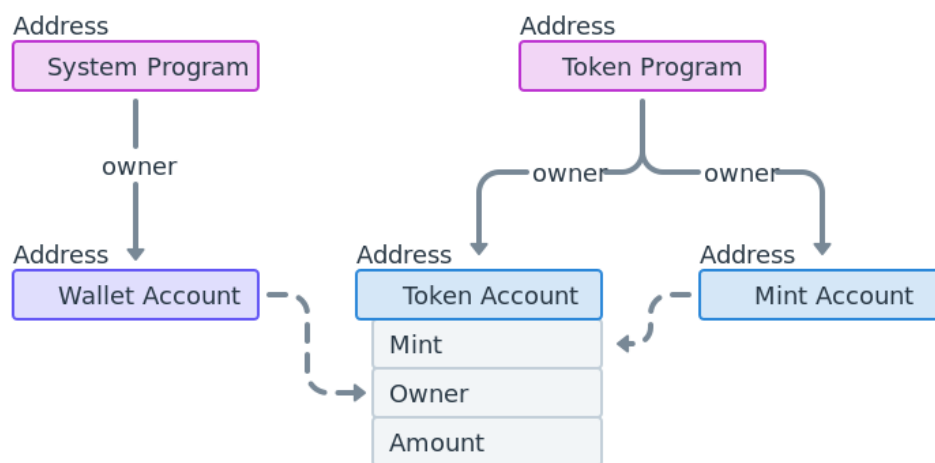 Address
System Program
Address
Token Program
owner
owner
owner
Address
Wallet Account
Address
Token Account
Address
Mint Account
Mint
Owner
Amount